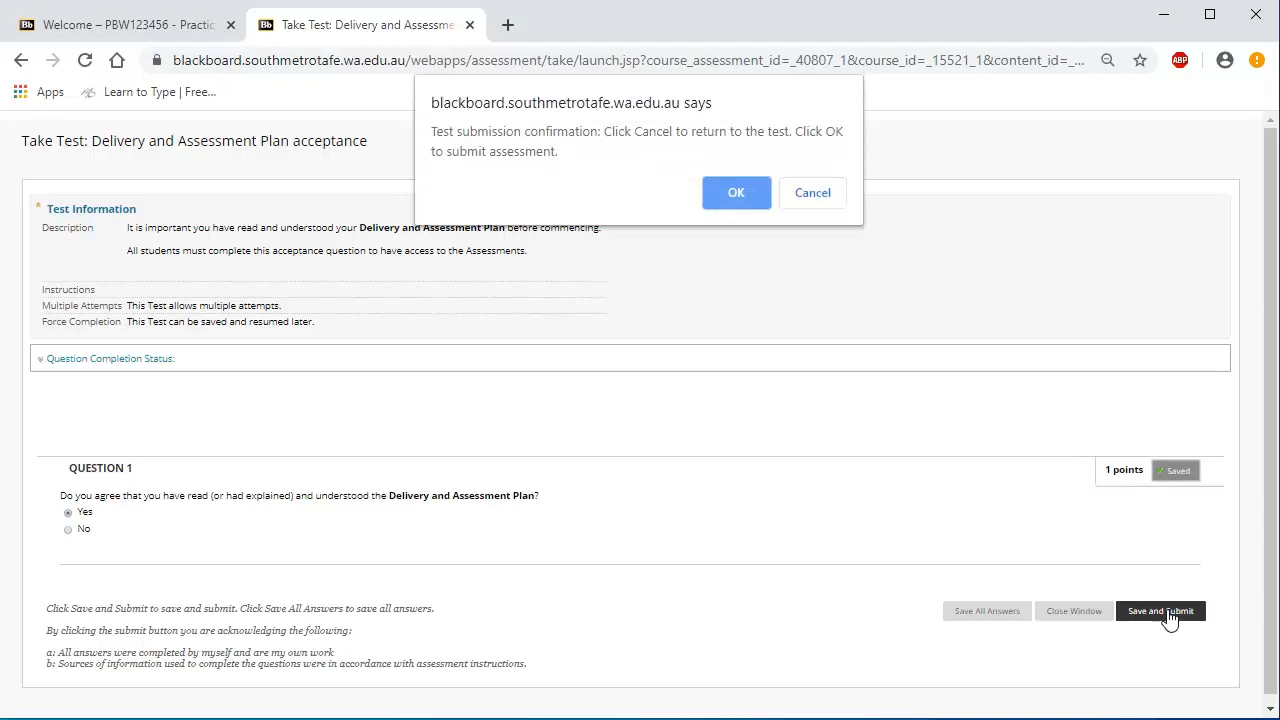 Welcome – PBW123456 - Practic
Take Test: Delivery and Assessme
blackboard.southmetrotafe.wa.edu.au/webapps/assessment/take/launch.jsp?course_assessment_id=_40807_1&course_id=_15521_1&content_id=_...
ABP
Apps
Learn to Type | Free...
blackboard.southmetrotafe.wa.edu.au says
Test submission confirmation: Click Cancel to return to the test. Click OK
to submit assessment.
OK
Cancel
Take Test: Delivery and Assessment Plan acceptance
* Test Information
Description
It is important you have read and understood your Delivery and Assessment Plan before commencing.
All students must complete this acceptance question to have access to the Assessments.
Instructions
Multiple Attempts This Test allows multiple attempts.
Force Completion This Test can be saved and resumed later.
Question Completion Status:
QUESTION 1
1 points
Saved
Do you agree that you have read (or had explained) and understood the Delivery and Assessment Plan?
Yes
No
Click Save and Submit to save and submit. Click Save All Answers to save all answers.
Save All Answers
Close Window
Save and Submit
By clicking the submit button you are acknowledging the following:
a: All answers were completed by myself and are my own work
b: Sources of information used to complete the questions were in accordance with assessment instructions.